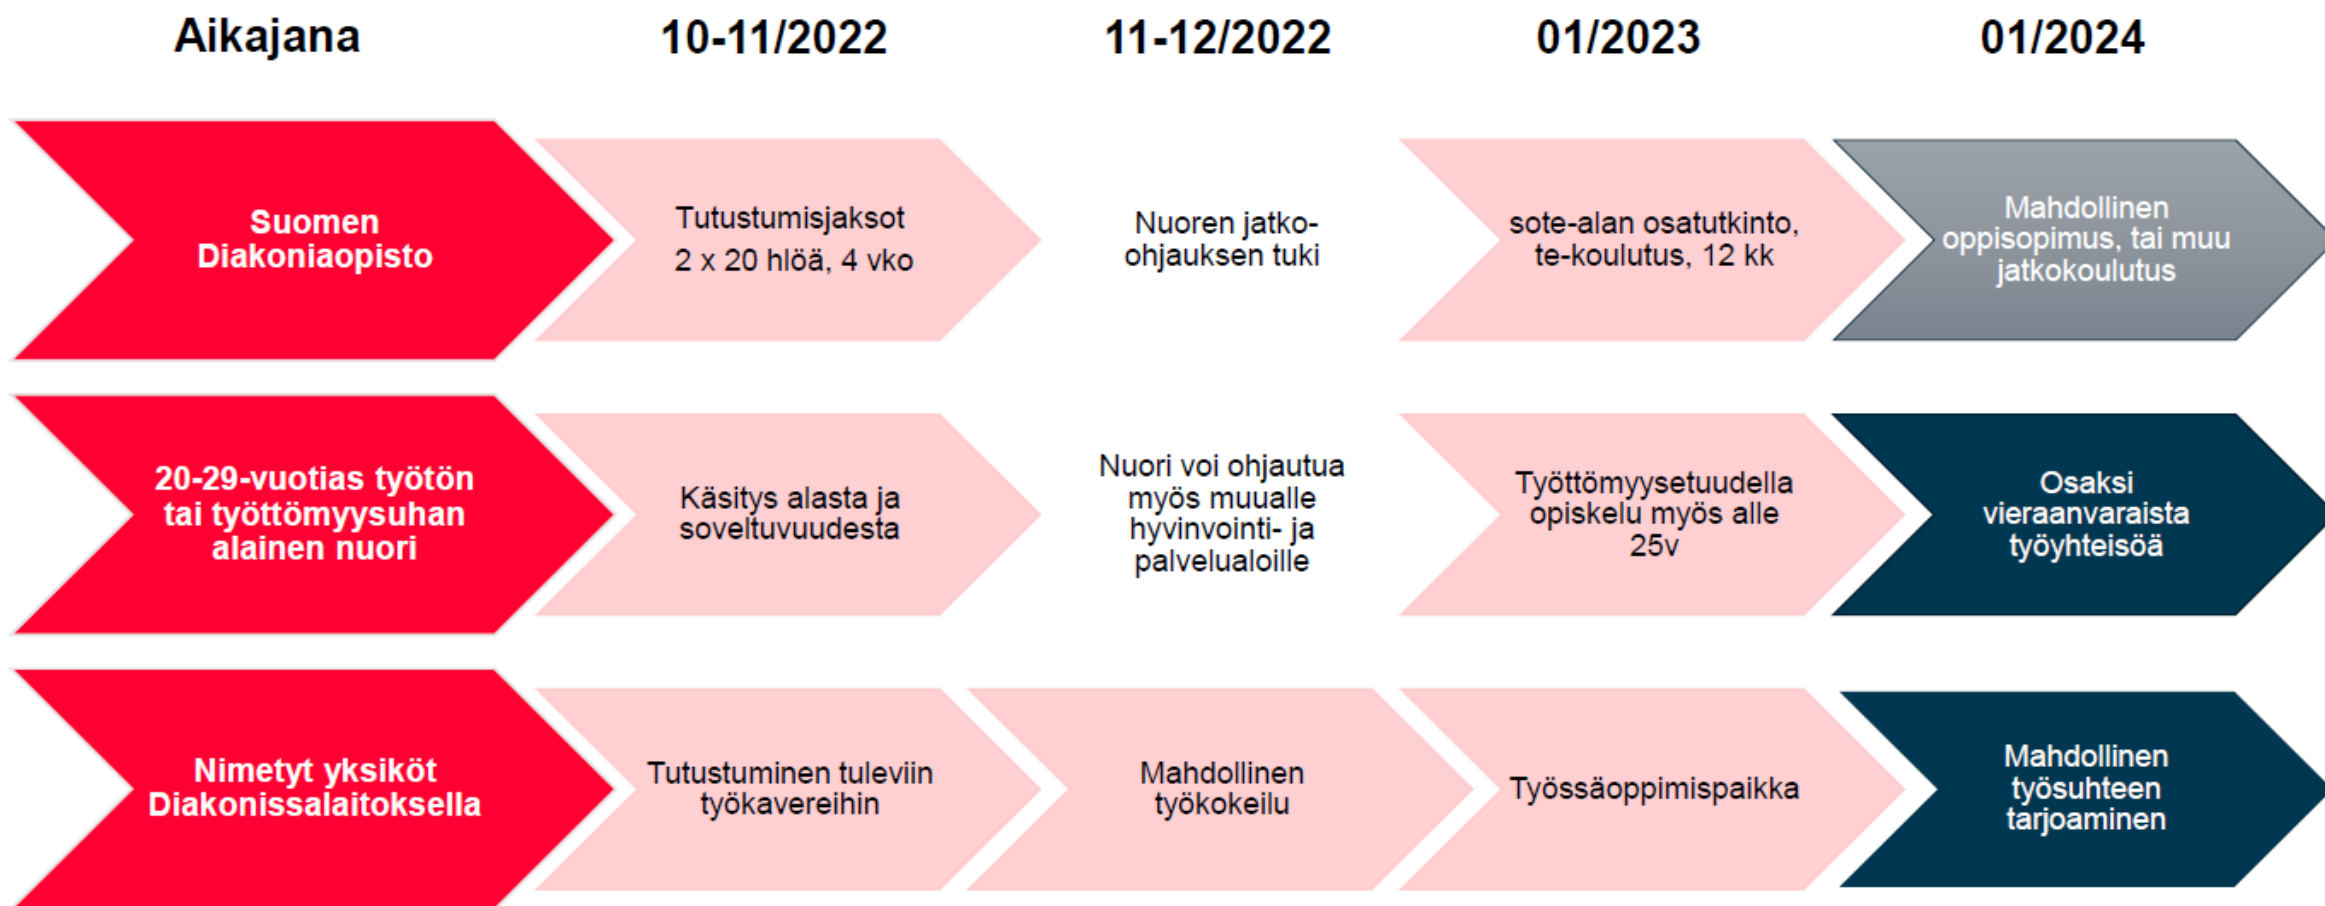 Aikajana
10-11/2022
11-12/2022
01/2023
01/2024
Suomen
Diakoniaopisto
Tutustumisjaksot
2 x 20 hlöä, 4 vko
Nuoren jatko-
ohjauksen tuki
sote-alan osatutkinto,
te-koulutus, 12 kk
Mahdollinen
oppisopimus, tai muu
jatkokoulutus
20-29-vuotias työtön
tai työttömyysuhan
alainen nuori
Käsitys alasta ja
soveltuvuudesta
Nuori voi ohjautua
myös muualle
hyvinvointi- ja
palvelualoille
Työttömyysetuudella
opiskelu myös alle
25v
Osaksi
vieraanvaraista
työyhteisöä
Nimetyt yksiköt
Diakonissalaitoksella
Tutustuminen tuleviin
työkavereihin
Mahdollinen
työkokeilu
Työssäoppimispaikka
Mahdollinen
työsuhteen
tarjoaminen